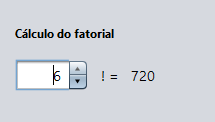 Cálculo do fatorial
6 ! = 720